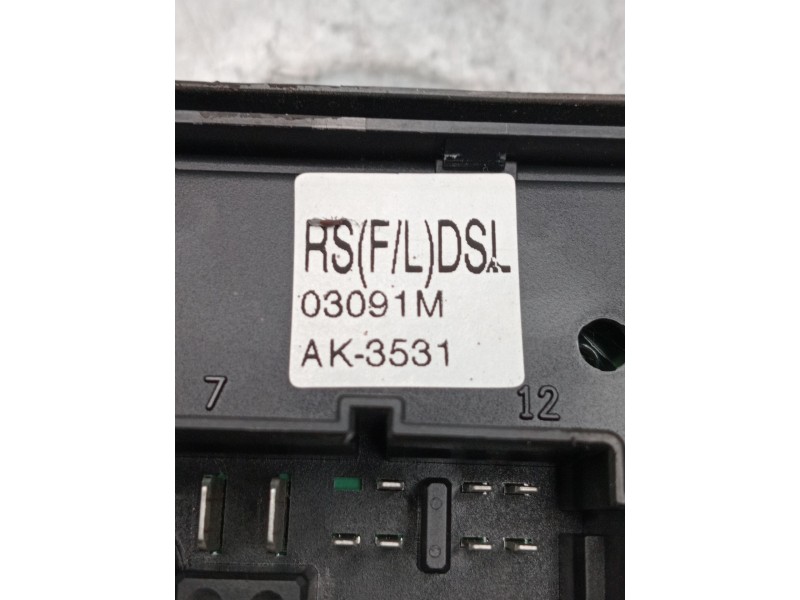 RS(F/L)DSL
03091M
AK-3531
7
12